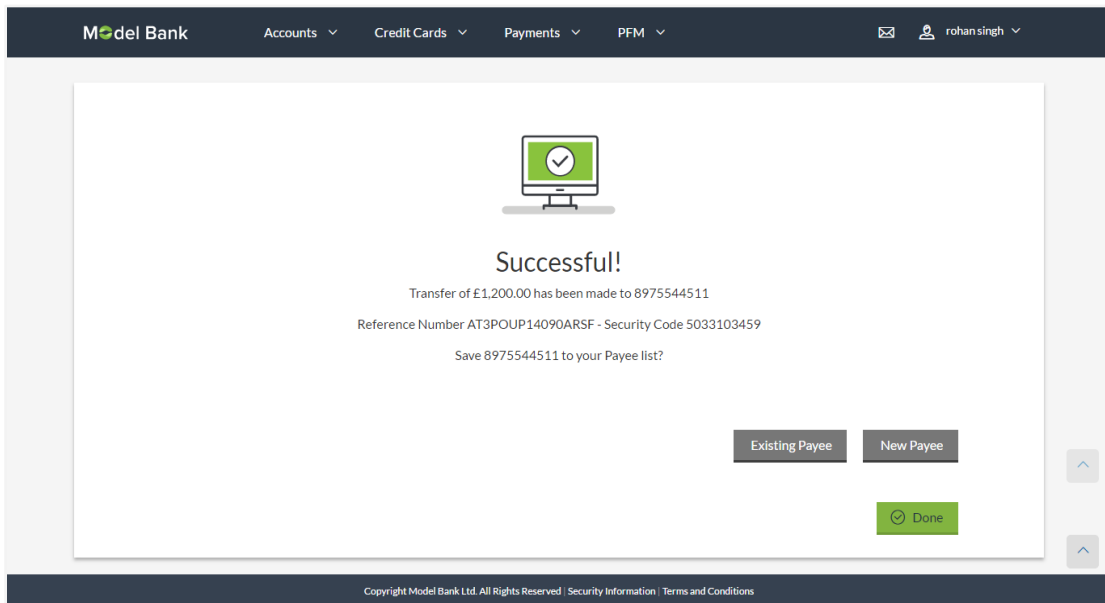 Model Bank
Accounts
Credit Cards
Payments
PFM
rohan singh
Successful!
Transfer of £1,200.00 has been made to 8975544511
Reference Number AT3POUP14090ARSF - Security Code 5033103459
Save 8975544511 to your Payee list?
Existing Payee
New Payee
Done
Copyright Model Bank Ltd. All Rights Reserved | Security Information | Terms and Conditions